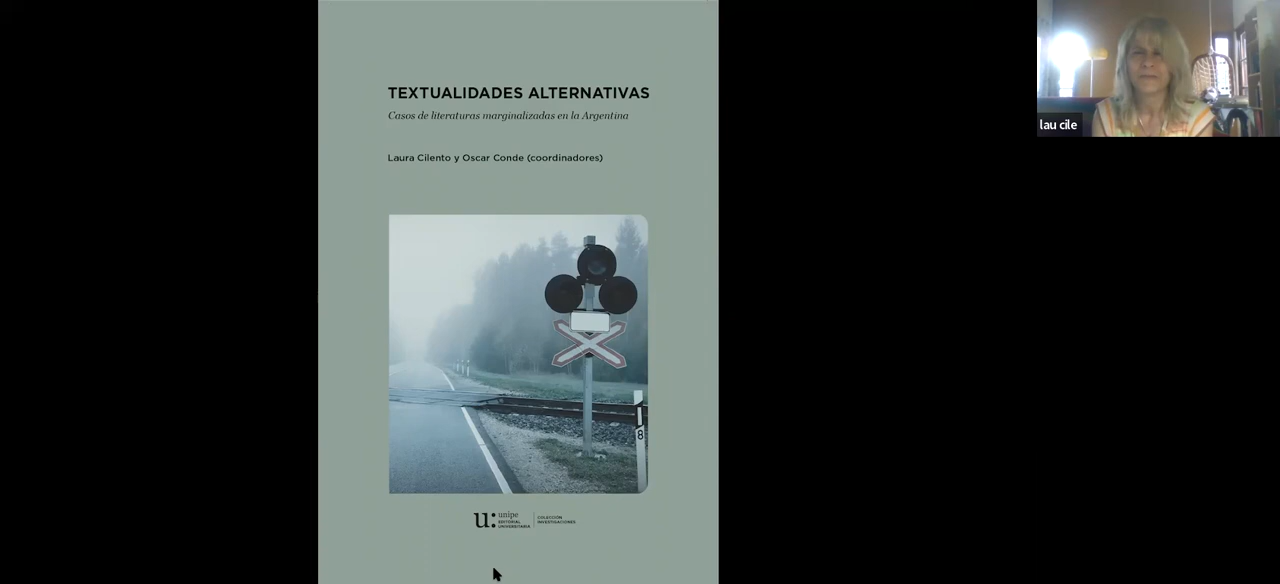 TEXTUALIDADES ALTERNATIVAS
Casos de literaturas marginalizadas en la Argentina
Laura Cilento y Oscar Conde (coordinadores)
8
u: unipe
EDITORIAL
UNIVERSITARIA
COLECCIÓN
INVESTIGACIONES
lau cile